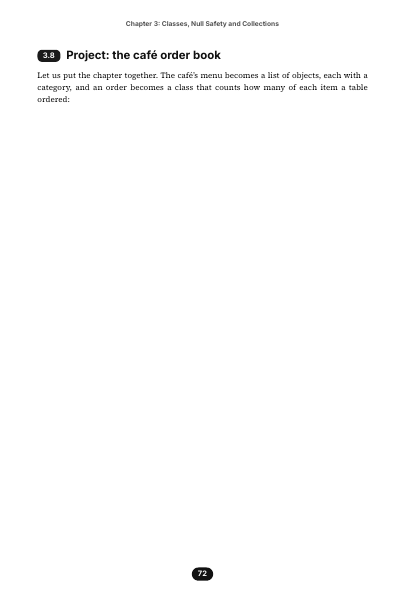 Chapter 3: Classes, Null Safety and Collections
3.8 Project: the café order book
Let us put the chapter together. The café's menu becomes a list of objects, each with a
category, and an order becomes a class that counts how many of each item a table
ordered:
72